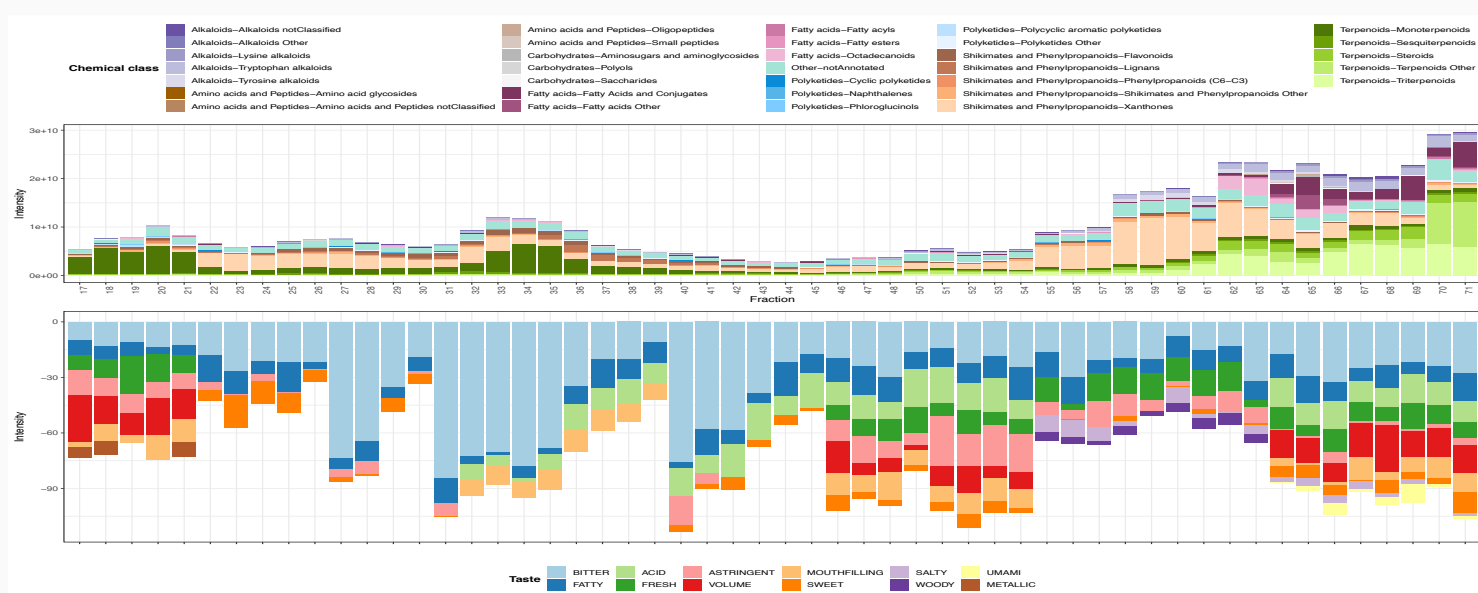 Chemical class
Alkaloids−Alkaloids notClassified
Alkaloids−Alkaloids Other
Alkaloids−Lysine alkaloids
Alkaloids−Tryptophan alkaloids
Alkaloids−Tyrosine alkaloids
Amino acids and Peptides−Amino acid glycosides
Amino acids and Peptides−Amino acids and Peptides notClassified
Amino acids and Peptides−Oligopeptides
Amino acids and Peptides−Small peptides
Carbohydrates−Aminosugars and aminoglycosides
Carbohydrates−Polyols
Carbohydrates−Saccharides
Fatty acids−Fatty Acids and Conjugates
Fatty acids−Fatty acids Other
Fatty acids−Fatty acyls
Fatty acids−Fatty esters
Fatty acids−Octadecanoids
Other−notAnnotated
Polyketides−Cyclic polyketides
Polyketides−Naphthalenes
Polyketides−Phloroglucinols
Polyketides−Polycyclic aromatic polyketides
Polyketides−Polyketides Other
Shikimates and Phenylpropanoids−Flavonoids
Shikimates and Phenylpropanoids−Lignans
Shikimates and Phenylpropanoids−Phenylpropanoids (C6−C3)
Shikimates and Phenylpropanoids−Shikimates and Phenylpropanoids Other
Shikimates and Phenylpropanoids−Xanthones
Terpenoids−Monoterpenoids
Terpenoids−Sesquiterpenoids
Terpenoids−Steroids
Terpenoids−Terpenoids Other
Terpenoids−Triterpenoids
Intensity
3e+10
2e+10
1e+10
0e+00
17 18 19 20 21 22 23 24 25 26 27 28 29 30 31 32 33 34 35 36 37 38 39 40 41 42 43 44 45 46 47 48 49 50 51 52 53 54 55 56 57 58 59 60 61 62 63 64 65 66 67 68 69 70 71
Fraction
Intensity
0
−30
−60
−90
Taste
BITTER ACID ASTRINGENT MOUTHFILLING SALTY UMAMI
FATTY FRESH VOLUME SWEET WOODY METALLIC